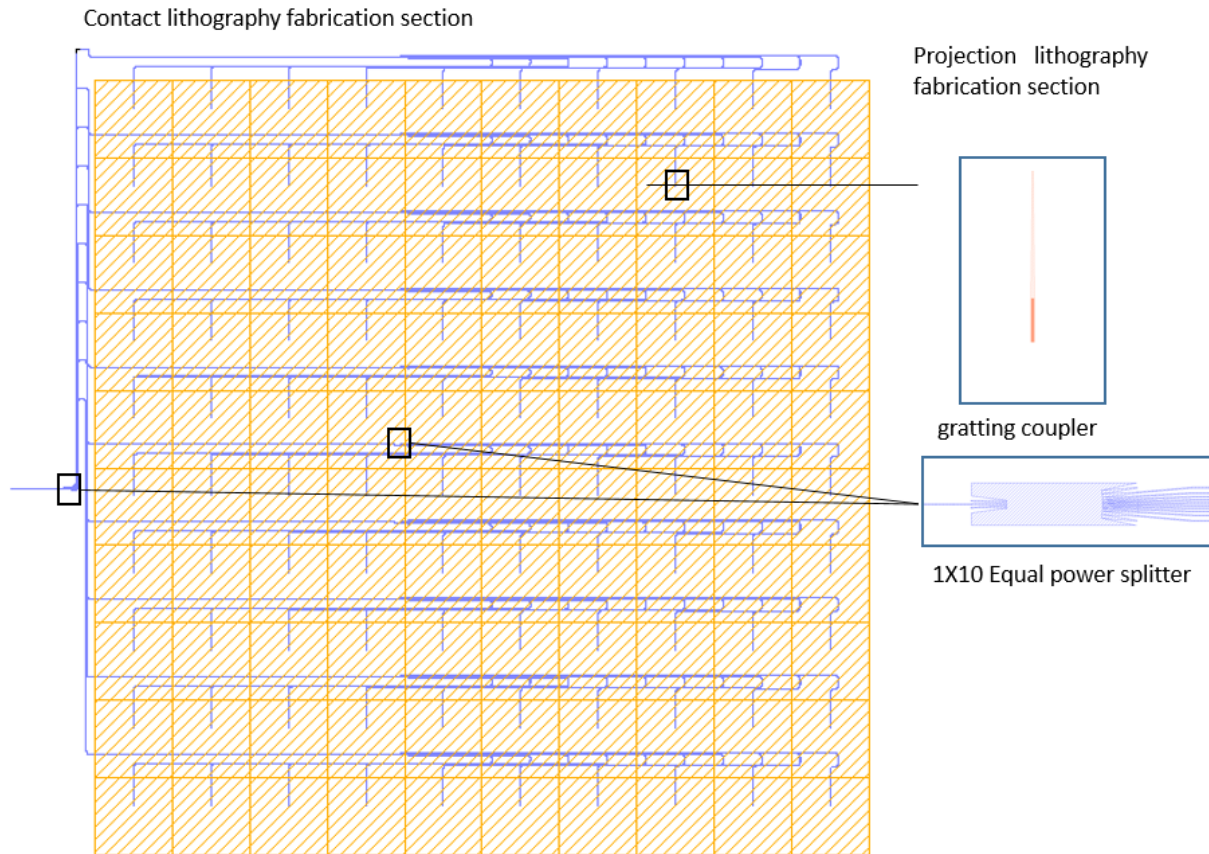 Contact lithography fabrication section
Projection lithography
fabrication section
gratting coupler
1X10 Equal power splitter